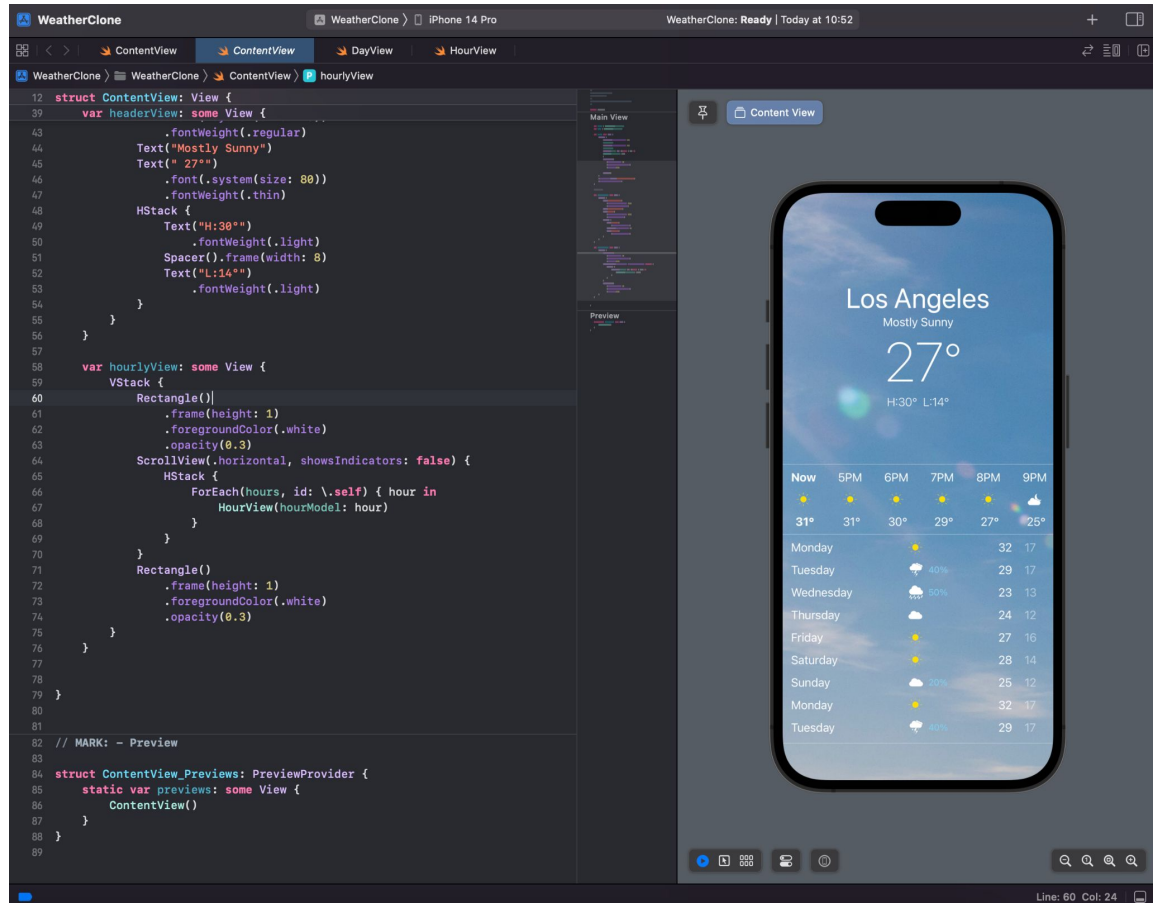 WeatherClone
WeatherClone 〉 iPhone 14 Pro
WeatherClone: Ready | Today at 10:52
ContentView
ContentView
DayView
HourView
WeatherClone 〉 WeatherClone 〉 ContentView 〉 P hourlyView
12 struct ContentView: View {
39     var headerView: some View {
43                 .fontWeight(.regular)
44             Text("Mostly Sunny")
45             Text(" 27°")
46                 .font(.system(size: 80))
47                 .fontWeight(.thin)
48             HStack {
49                 Text("H:30°")
50                     .fontWeight(.light)
51                 Spacer().frame(width: 8)
52                 Text("L:14°")
53                     .fontWeight(.light)
54             }
55         }
56     }
57
58     var hourlyView: some View {
59         VStack {
60             Rectangle()
61                 .frame(height: 1)
62                 .foregroundColor(.white)
63                 .opacity(0.3)
64             ScrollView(.horizontal, showsIndicators: false) {
65                 HStack {
66                     ForEach(hours, id: \.self) { hour in
67                         HourView(hourModel: hour)
68                     }
69                 }
70             }
71             Rectangle()
72                 .frame(height: 1)
73                 .foregroundColor(.white)
74                 .opacity(0.3)
75         }
76     }
77
78
79 }
80
81
82 // MARK: - Preview
83
84 struct ContentView_Previews: PreviewProvider {
85     static var previews: some View {
86         ContentView()
87     }
88 }
89
Main View
Preview
Content View
Los Angeles
Mostly Sunny
27°
H:30° L:14°
Now 5PM 6PM 7PM 8PM 9PM
31° 31° 30° 29° 27° 25°
Monday 32 17
Tuesday 40% 29 17
Wednesday 50% 23 13
Thursday 24 12
Friday 27 16
Saturday 28 14
Sunday 20% 25 12
Monday 32 17
Tuesday 40% 29 17
Line: 60 Col: 24